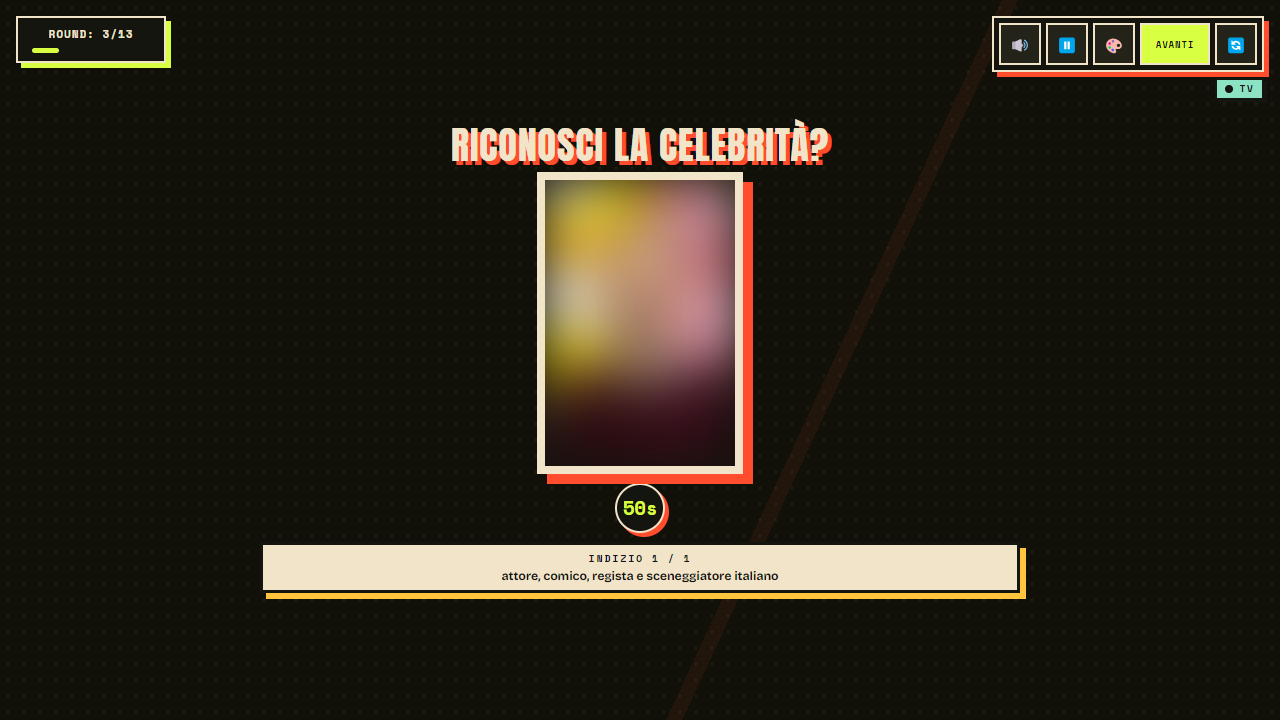 ROUND: 3/13
AVANTI
TV
RICONOSCI LA CELEBRITÀ?
50s
INDIZIO 1 / 1
attore, comico, regista e sceneggiatore italiano